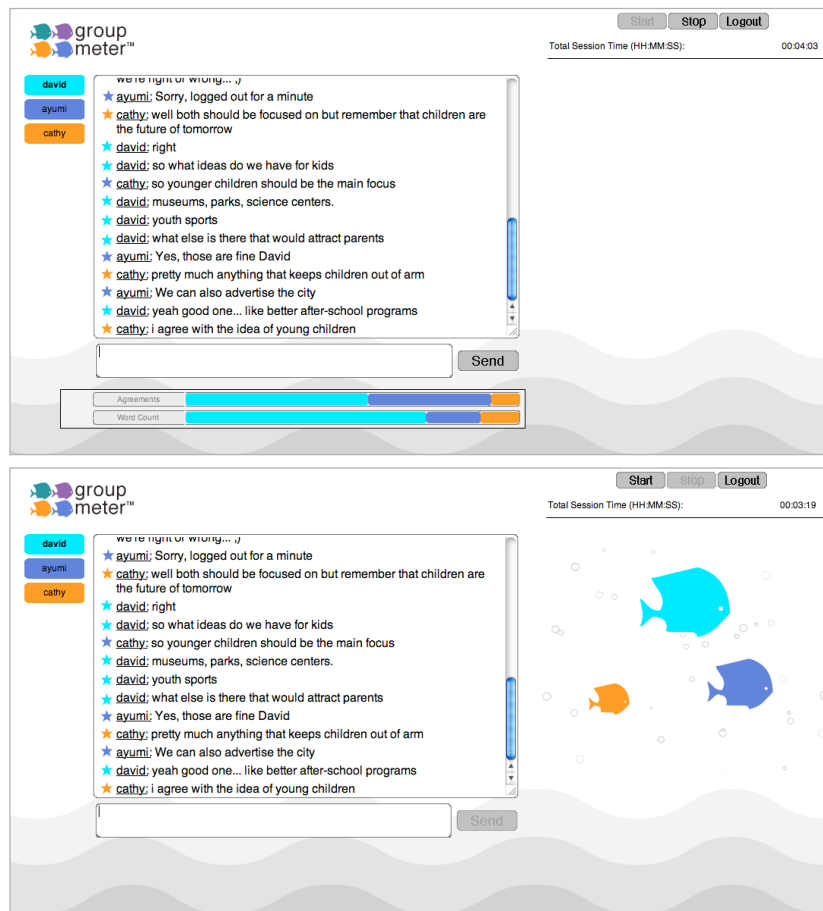 group
meter™
Start Stop Logout
Total Session Time (HH:MM:SS): 00:04:03
david
ayumi
cathy
we're right or wrong... ;)
ayumi: Sorry, logged out for a minute
cathy: well both should be focused on but remember that children are
the future of tomorrow
david: right
david: so what ideas do we have for kids
cathy: so younger children should be the main focus
david: museums, parks, science centers.
david: youth sports
david: what else is there that would attract parents
ayumi: Yes, those are fine David
cathy: pretty much anything that keeps children out of arm
ayumi: We can also advertise the city
david: yeah good one... like better after-school programs
cathy: i agree with the idea of young children
Send
Agreements
Word Count
group
meter™
Start Stop Logout
Total Session Time (HH:MM:SS): 00:03:19
david
ayumi
cathy
we're right or wrong... ;)
ayumi: Sorry, logged out for a minute
cathy: well both should be focused on but remember that children are
the future of tomorrow
david: right
david: so what ideas do we have for kids
cathy: so younger children should be the main focus
david: museums, parks, science centers.
david: youth sports
david: what else is there that would attract parents
ayumi: Yes, those are fine David
cathy: pretty much anything that keeps children out of arm
ayumi: We can also advertise the city
david: yeah good one... like better after-school programs
cathy: i agree with the idea of young children
Send